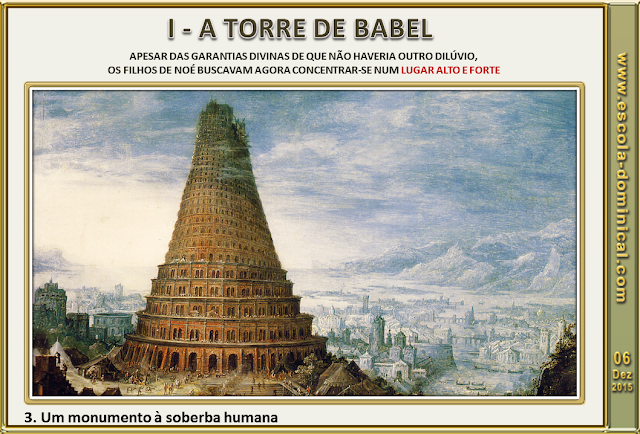 I - A TORRE DE BABEL
APESAR DAS GARANTIAS DIVINAS DE QUE NÃO HAVERIA OUTRO DILÚVIO,
OS FILHOS DE NOÉ BUSCAVAM AGORA CONCENTRAR-SE NUM LUGAR ALTO E FORTE
3. Um monumento à soberba humana
www.escola-dominical.com
06
Dez
2015